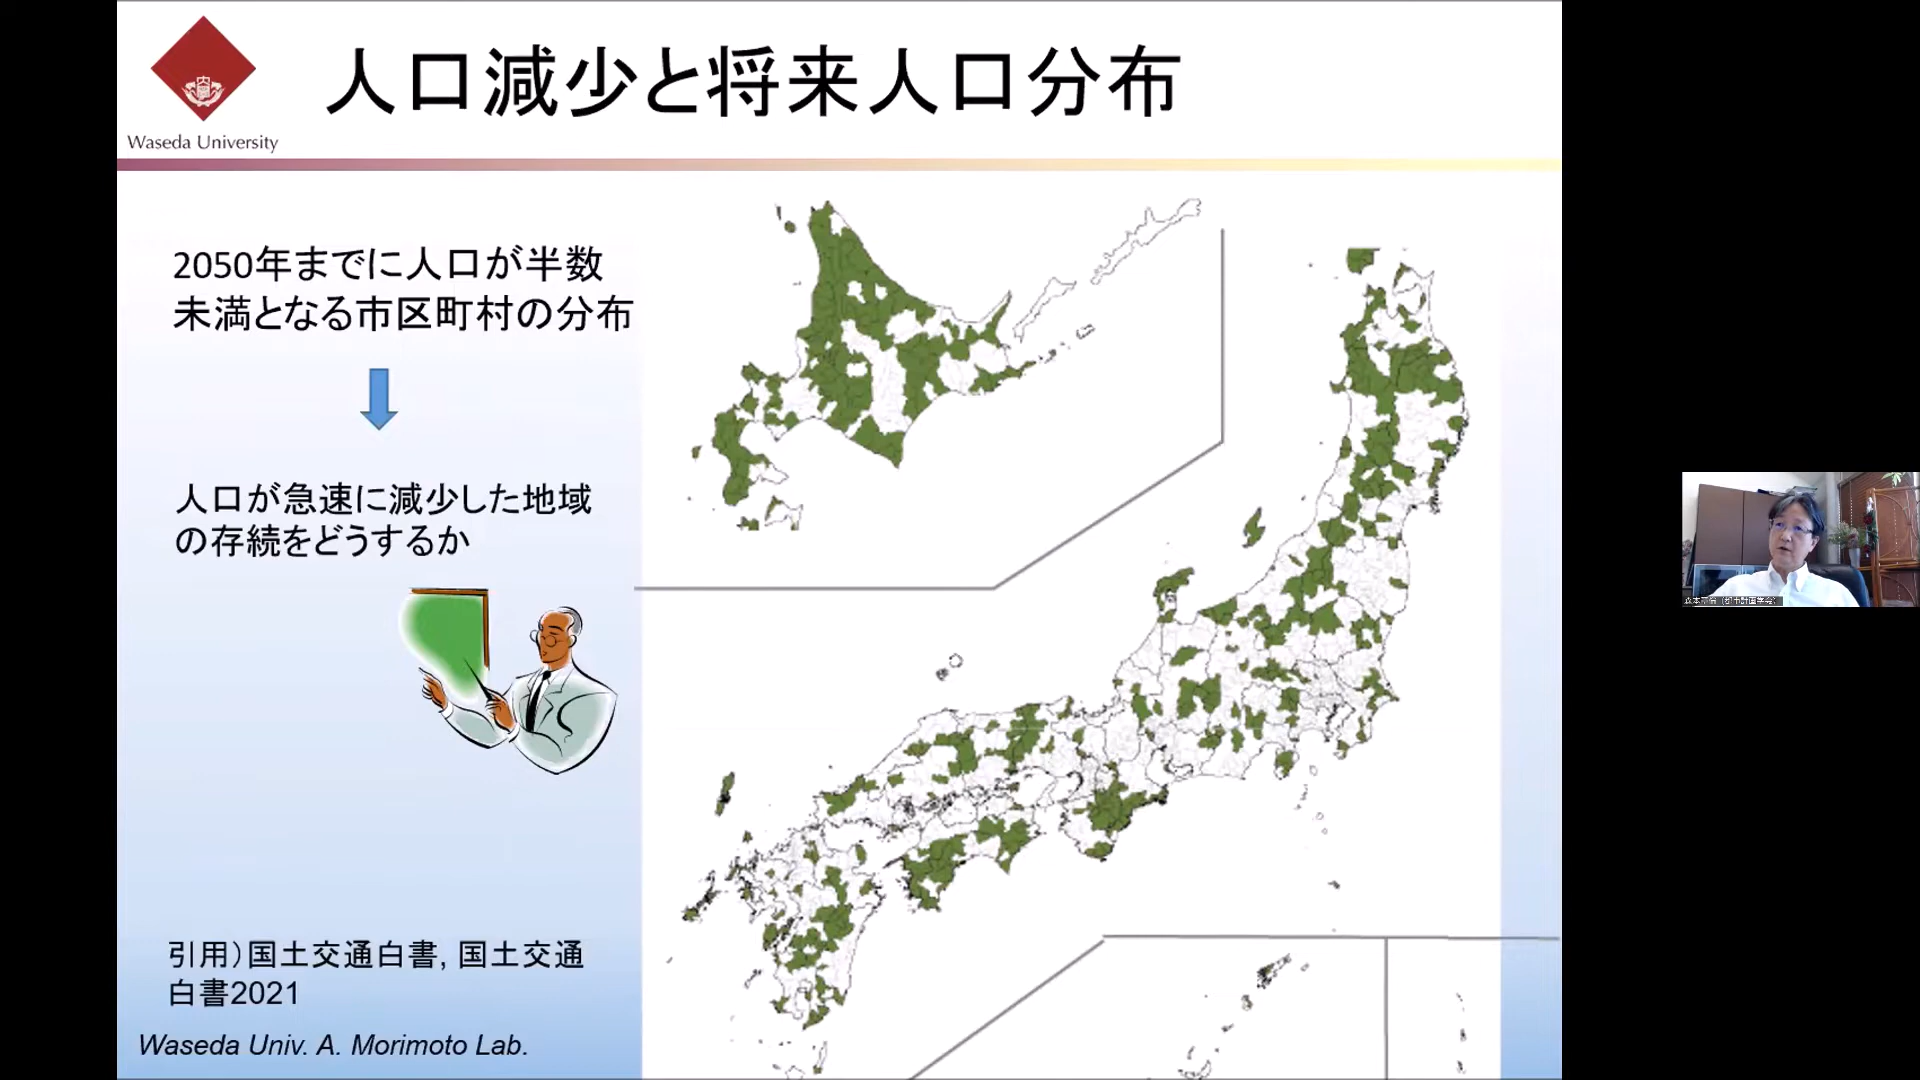 人口減少と将来人口分布
Waseda University
2050年までに人口が半数
未満となる市区町村の分布
人口が急速に減少した地域
の存続をどうするか
引用）国土交通白書, 国土交通
白書2021
Waseda Univ. A. Morimoto Lab.